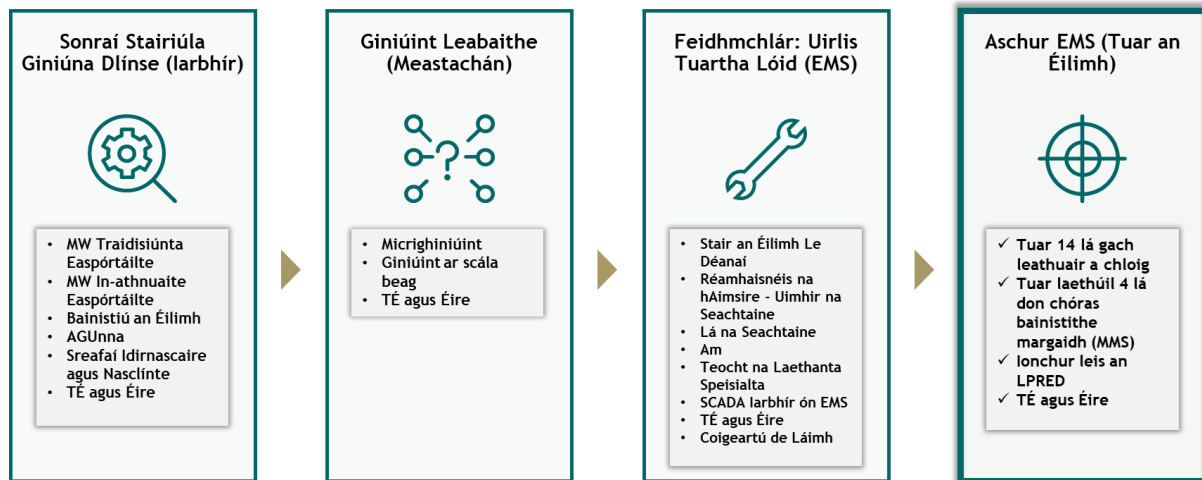 Sonraí Stairiúla
Giniúna Dlínse (Iarbhír)
• MW Traidisiúnta
Easpórtáilte
• MW In-athnuaite
Easpórtáilte
• Bainistiú an Éilimh
• AGUnna
• Sreafaí Idirnascaire
agus Nasclínte
• TÉ agus Éire
Giniúint Leabaithe
(Meastachán)
?
• Micrighiniúint
• Giniúint ar scála
beag
• TÉ agus Éire
Feidhmchlár: Uirlis
Tuartha Lóid (EMS)
• Stair an Éilimh Le
Déanaí
• Réamhaisnéis na
hAimsire - Uimhir na
Seachtaine
• Lá na Seachtaine
• Am
• Teocht na Laethanta
Speisialta
• SCADA Iarbhír ón EMS
• TÉ agus Éire
• Coigeartú de Láimh
Aschur EMS (Tuar an
Éilimh)
✓ Tuar 14 lá gach
leathuair a chloig
✓ Tuar laethúil 4 lá
don chóras
bainistithe
margaidh (MMS)
✓ Ionchur leis an
LPRED
✓ TÉ agus Éire